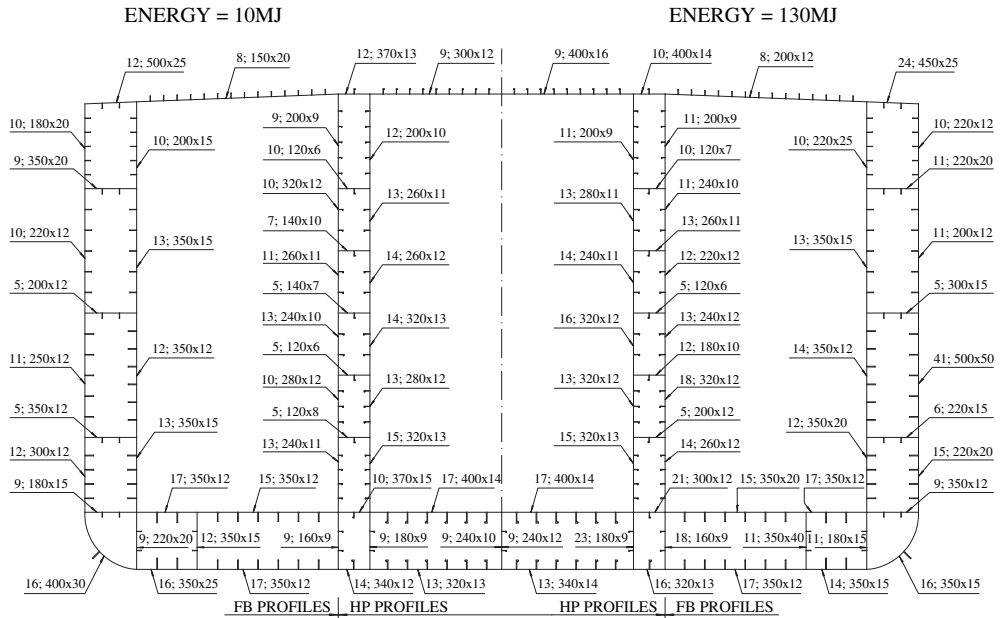 ENERGY = 10MJ ENERGY = 130MJ
12; 370x13 9; 300x12 9; 400x16 10; 400x14
12; 500x25 8; 150x20 8; 200x12 24; 450x25
10; 180x20 9; 200x9 11; 200x9 10; 220x12
10; 200x15 12; 200x10 11; 200x9 10; 220x25
9; 350x20 10; 120x6 10; 120x7 11; 220x20
10; 320x12 13; 260x11 13; 280x11 11; 240x10
10; 220x12 7; 140x10 13; 260x11 11; 200x12
13; 350x15 11; 260x11 14; 260x12 14; 240x11 12; 220x12 13; 350x15
5; 200x12 5; 140x7 5; 120x6 5; 300x15
13; 240x10 14; 320x13 16; 320x12 13; 240x12
11; 250x12 12; 350x12 5; 120x6 12; 180x10 14; 350x12 41; 500x50
10; 280x12 13; 280x12 13; 320x12 18; 320x12
5; 350x12 5; 120x8 5; 200x12 6; 220x15
12; 300x12 13; 350x15 13; 240x11 15; 320x13 15; 320x13 14; 260x12 12; 350x20 15; 220x20
9; 180x15 17; 350x12 15; 350x12 10; 370x15 17; 400x14 17; 400x14 21; 300x12 15; 350x20 17; 350x12 9; 350x12
9; 220x20 12; 350x15 9; 160x9 9; 180x9 9; 240x10 9; 240x12 23; 180x9 18; 160x9 11; 350x40 11; 180x15
16; 400x30 16; 350x25 17; 350x12 14; 340x12 13; 320x13 13; 340x14 16; 320x13 17; 350x12 14; 350x15 16; 350x15
FB PROFILES HP PROFILES HP PROFILES FB PROFILES